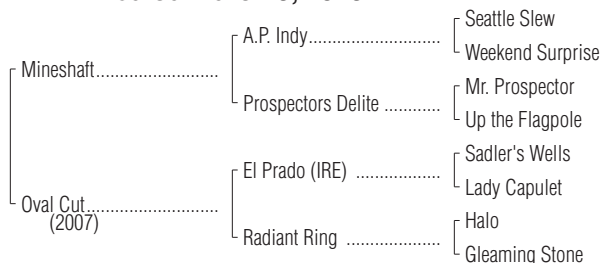 Seattle Slew
A.P. Indy
Weekend Surprise
Mineshaft
Mr. Prospector
Prospectors Delite
Up the Flagpole
Sadler's Wells
El Prado (IRE)
Lady Capulet
Oval Cut
(2007)
Halo
Radiant Ring
Gleaming Stone